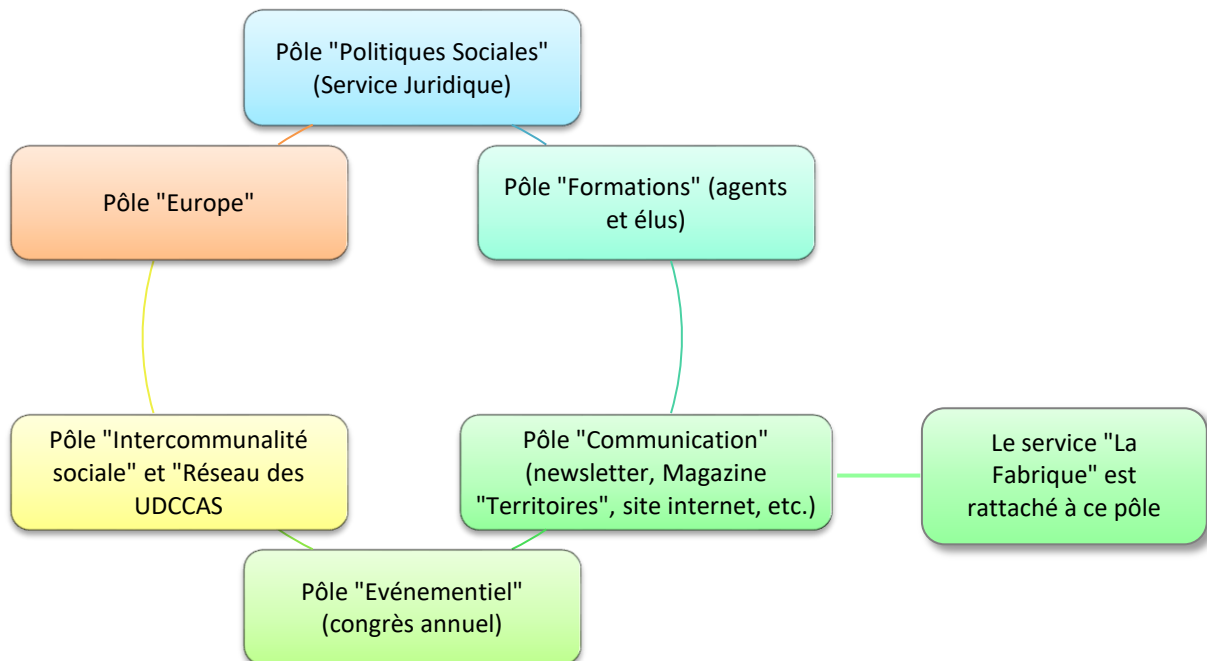 Pôle "Politiques Sociales"
(Service Juridique)
Pôle "Europe"
Pôle "Formations" (agents
et élus)
Pôle "Intercommunalité
sociale" et "Réseau des
UDCCAS
Pôle "Communication"
(newsletter, Magazine
"Territoires", site internet, etc.)
Le service "La
Fabrique" est
rattaché à ce pôle
Pôle "Evénementiel"
(congrès annuel)